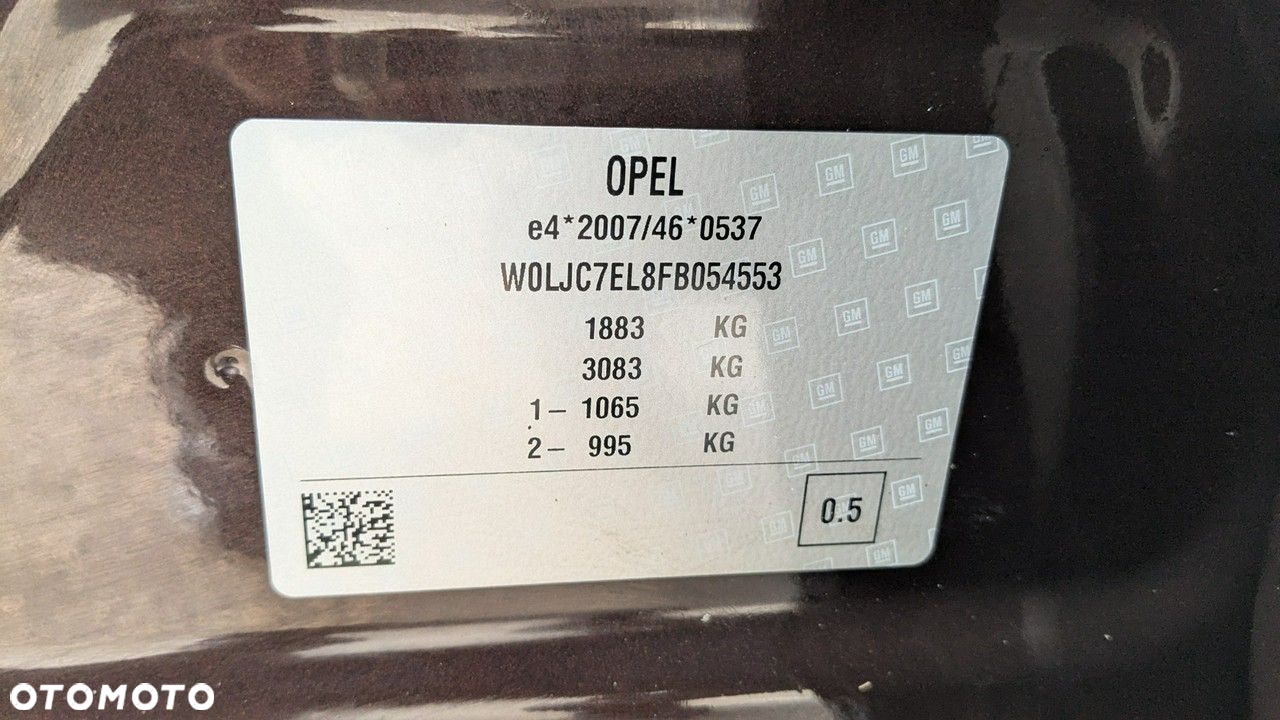 OPEL
e4*2007/46*0537
W0LJC7EL8FB054553
1883 KG
3083 KG
1– 1065 KG
2– 995 KG
0.5
GM
OTOMOTO